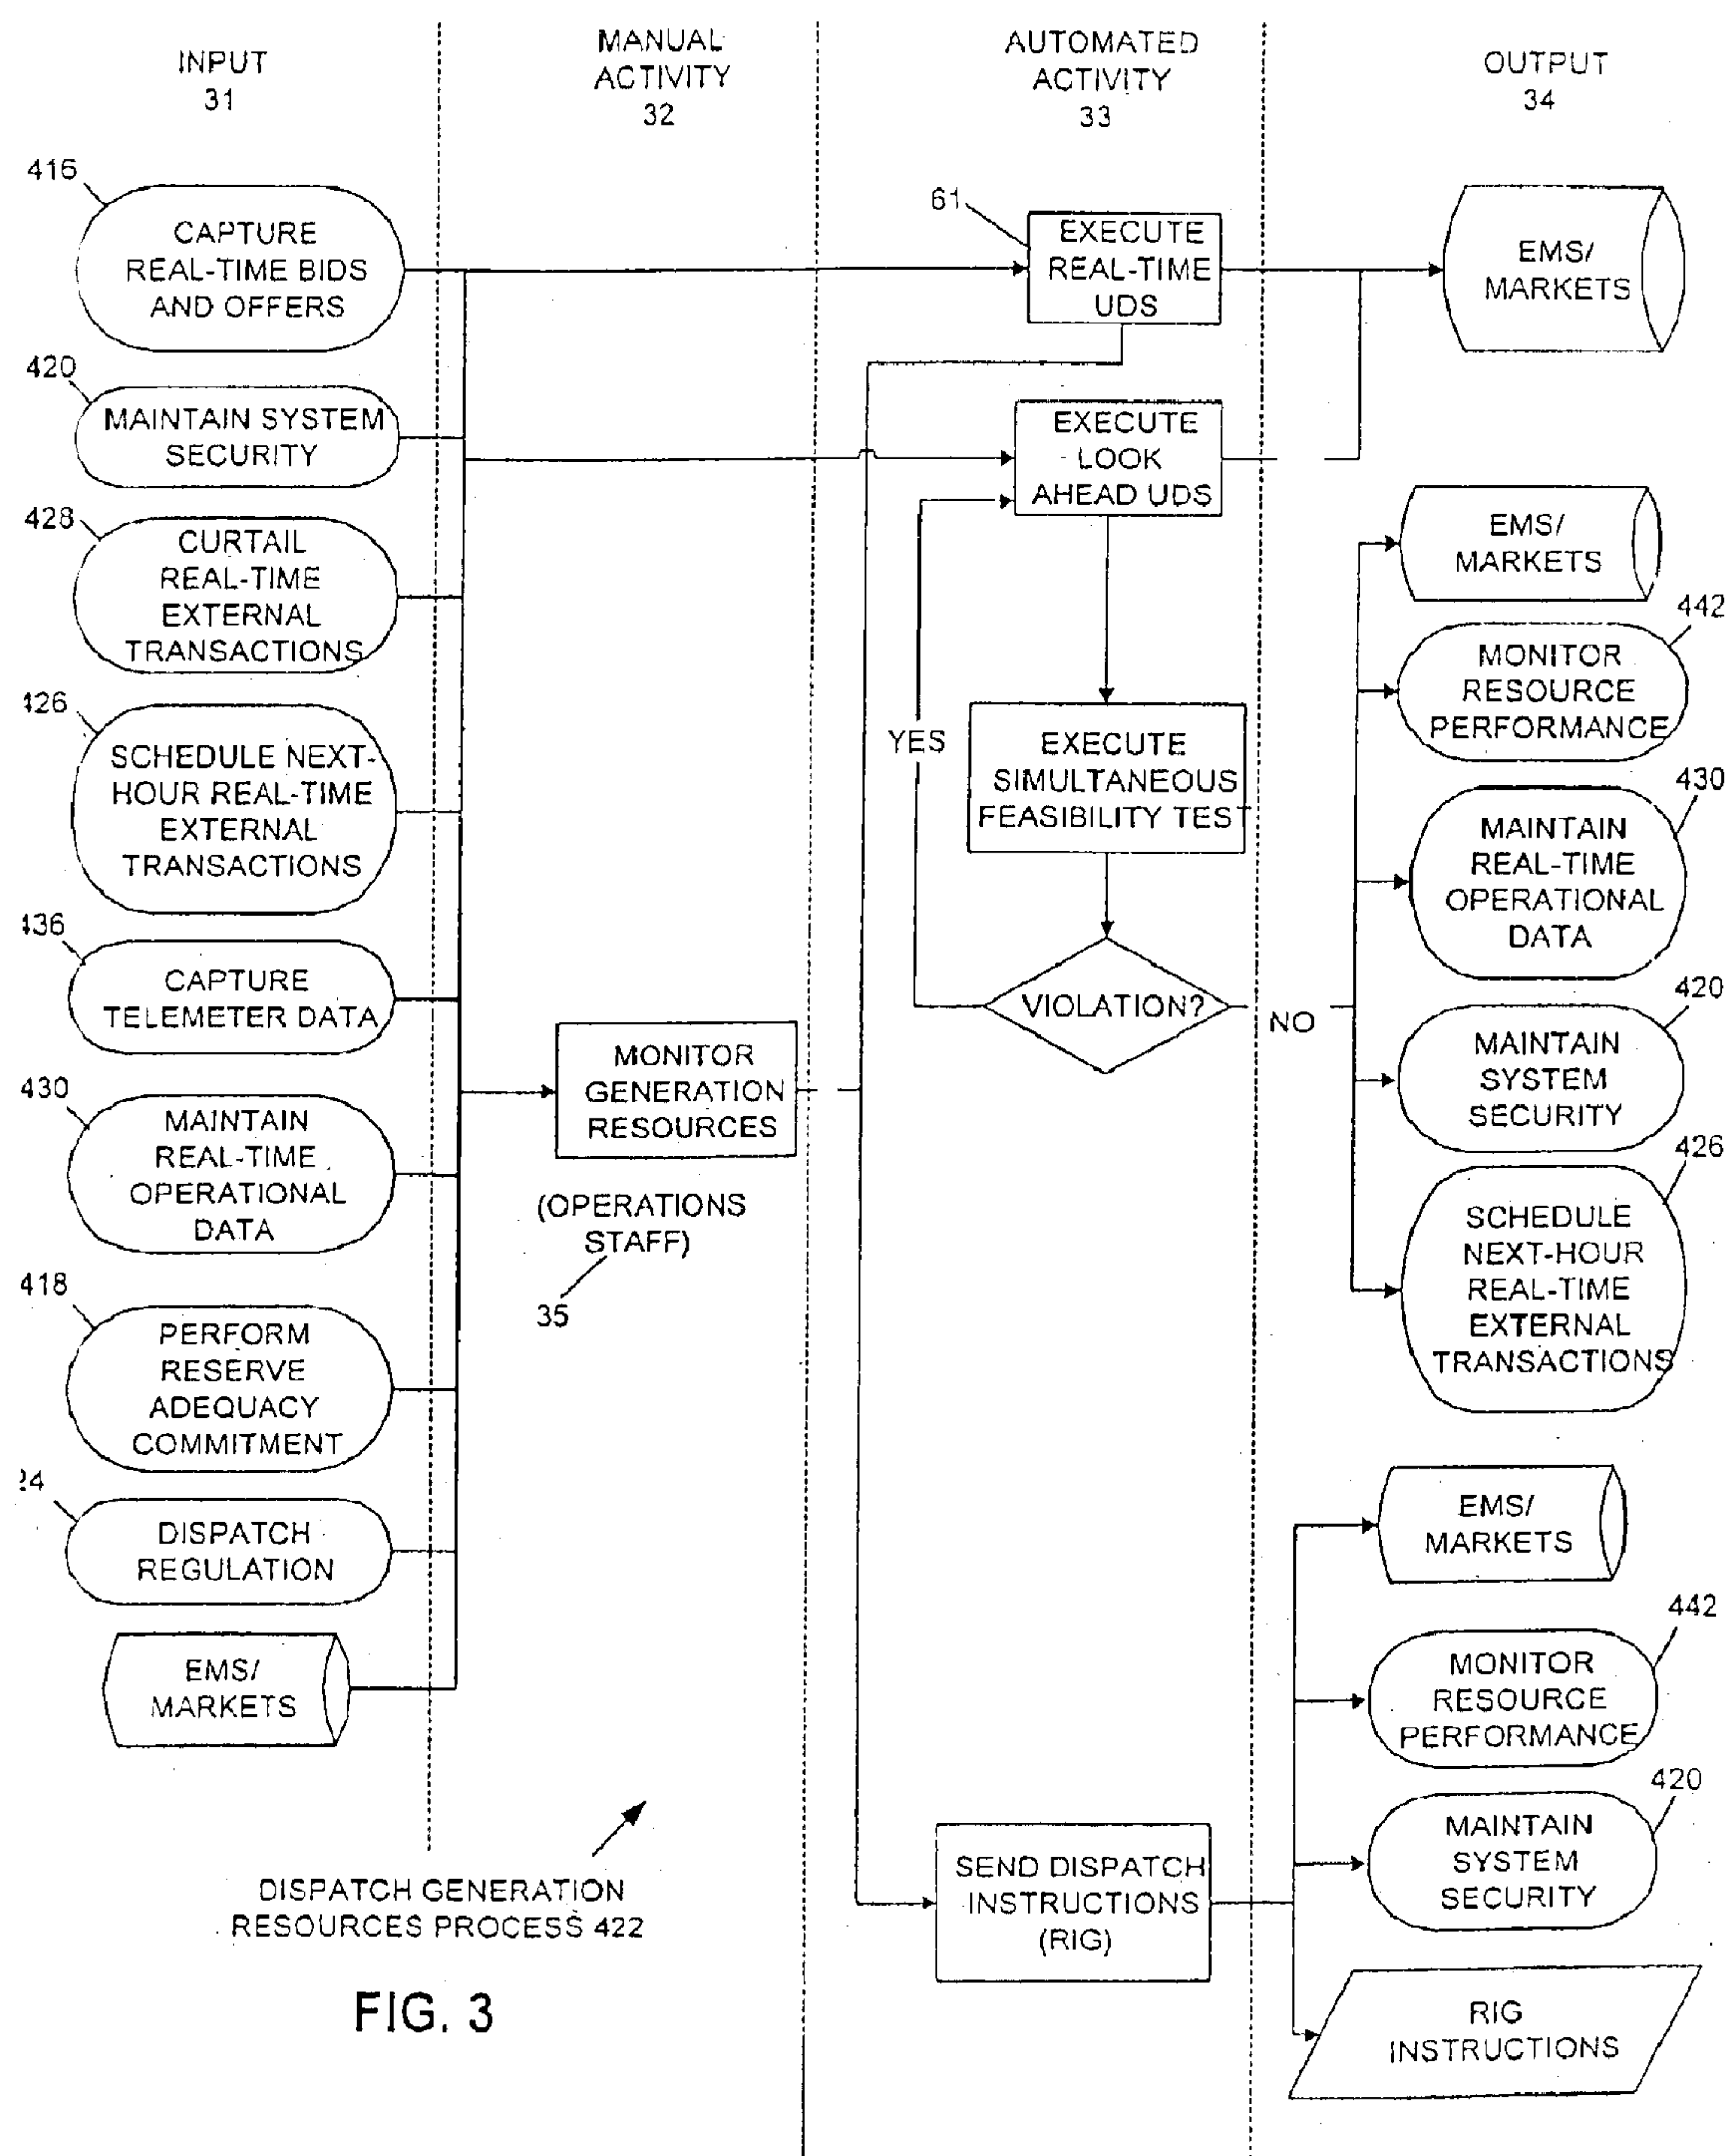 INPUT
31
MANUAL
ACTIVITY
32
AUTOMATED
ACTIVITY
33
OUTPUT
34
416
CAPTURE
REAL-TIME BIDS
AND OFFERS
420
MAINTAIN SYSTEM
SECURITY
428
CURTAIL
REAL-TIME
EXTERNAL
TRANSACTIONS
426
SCHEDULE NEXT-
HOUR REAL-TIME
EXTERNAL
TRANSACTIONS
436
CAPTURE
TELEMETER DATA
430
MAINTAIN
REAL-TIME
OPERATIONAL
DATA
418
PERFORM
RESERVE
ADEQUACY
COMMITMENT
24
DISPATCH
REGULATION
EMS/
MARKETS
MONITOR
GENERATION
RESOURCES
(OPERATIONS
STAFF)
35
61
EXECUTE
REAL-TIME
UDS
EXECUTE
LOOK
AHEAD UDS
YES
EXECUTE
SIMULTANEOUS
FEASIBILITY TEST
VIOLATION?
NO
SEND DISPATCH
INSTRUCTIONS
(RIG)
EMS/
MARKETS
EMS/
MARKETS
442
MONITOR
RESOURCE
PERFORMANCE
430
MAINTAIN
REAL-TIME
OPERATIONAL
DATA
420
MAINTAIN
SYSTEM
SECURITY
426
SCHEDULE
NEXT-HOUR
REAL-TIME
EXTERNAL
TRANSACTIONS
EMS/
MARKETS
442
MONITOR
RESOURCE
PERFORMANCE
420
MAINTAIN
SYSTEM
SECURITY
RIG
INSTRUCTIONS
DISPATCH GENERATION
RESOURCES PROCESS 422
FIG. 3